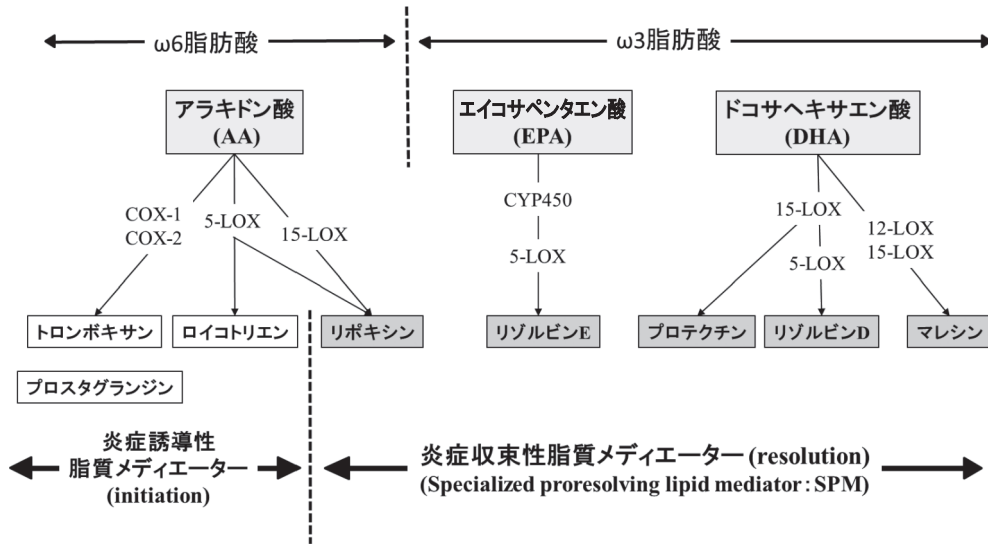 ω6脂肪酸
ω3脂肪酸
アラキドン酸
(AA)
エイコサペンタエン酸
(EPA)
ドコサヘキサエン酸
(DHA)
COX-1
COX-2
5-LOX
15-LOX
CYP450
5-LOX
15-LOX
5-LOX
12-LOX
15-LOX
トロンボキサン
ロイコトリエン
リポキシン
リゾルビンE
プロテクチン
リゾルビンD
マレシン
プロスタグランジン
炎症誘導性
脂質メディエーター
(initiation)
炎症収束性脂質メディエーター (resolution)
(Specialized proresolving lipid mediator : SPM)